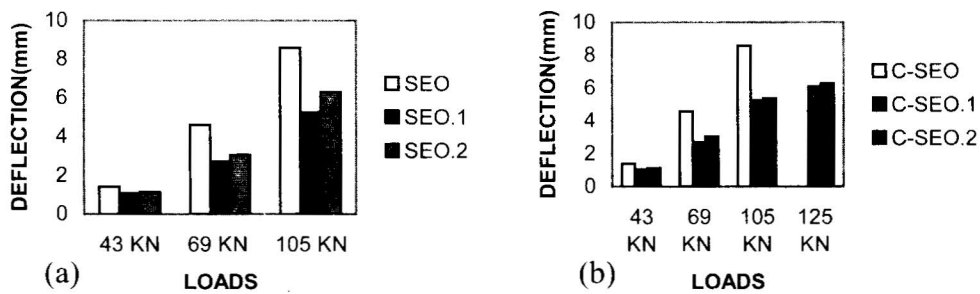 DEFLECTION(mm)
10
8
6
4
2
0
43 KN 69 KN 105 KN
LOADS
SEO
SEO.1
SEO.2
(a)
DEFLECTION(mm)
10
8
6
4
2
0
43 69 105 125
KN KN KN KN
LOADS
C-SEO
C-SEO.1
C-SEO.2
(b)